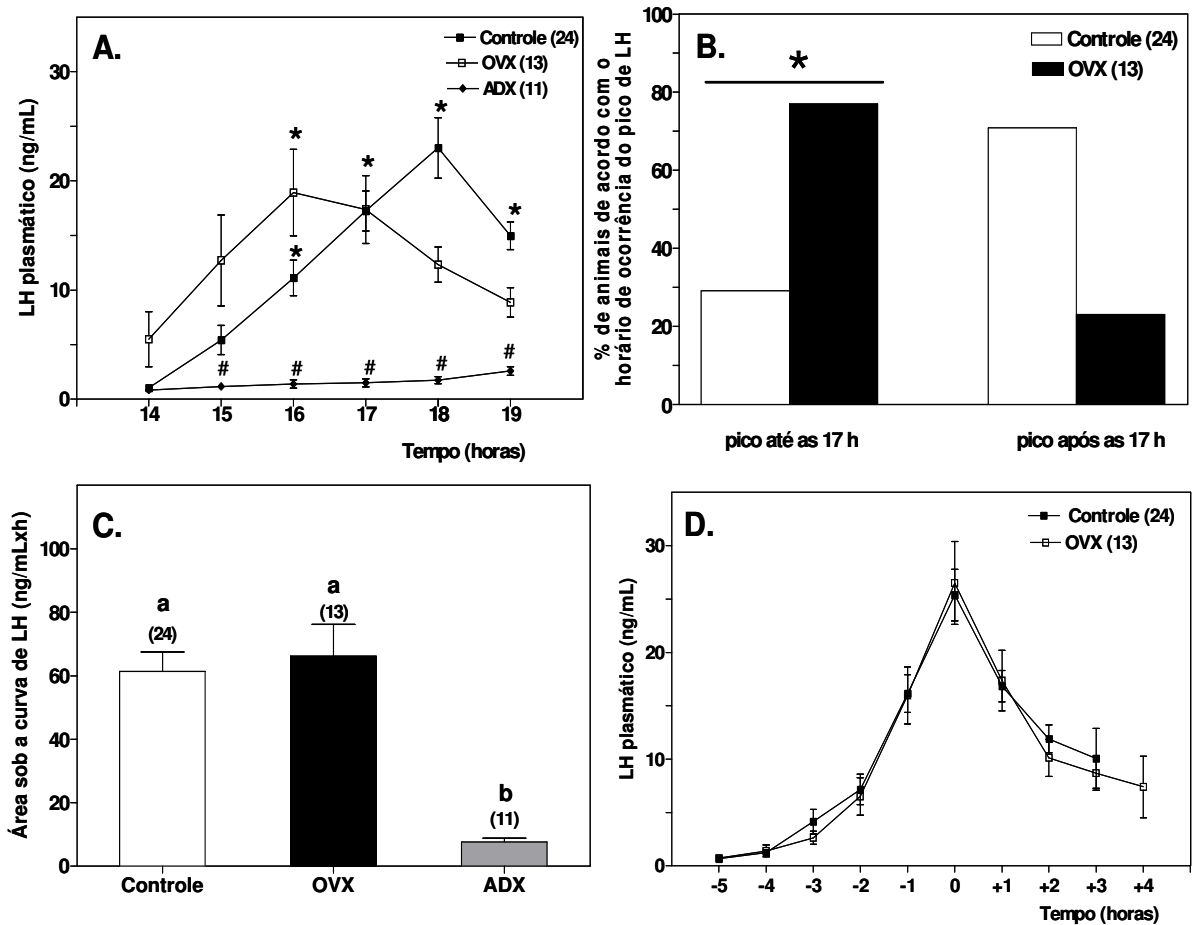 A.
Controle (24)
OVX (13)
ADX (11)
LH plasmático (ng/mL)
30
20
10
0
*
*
*
*
*
#
#
#
#
#
14 15 16 17 18 19
Tempo (horas)
B.
Controle (24)
OVX (13)
*
% de animais de acordo com o
horário de ocorrência do pico de LH
100
80
60
40
20
0
pico até as 17 h pico após as 17 h
C.
Área sob a curva de LH (ng/mLxh)
100
80
60
40
20
0
a
(24)
a
(13)
b
(11)
Controle OVX ADX
D.
Controle (24)
OVX (13)
LH plasmático (ng/mL)
30
20
10
0
-5 -4 -3 -2 -1 0 +1 +2 +3 +4
Tempo (horas)